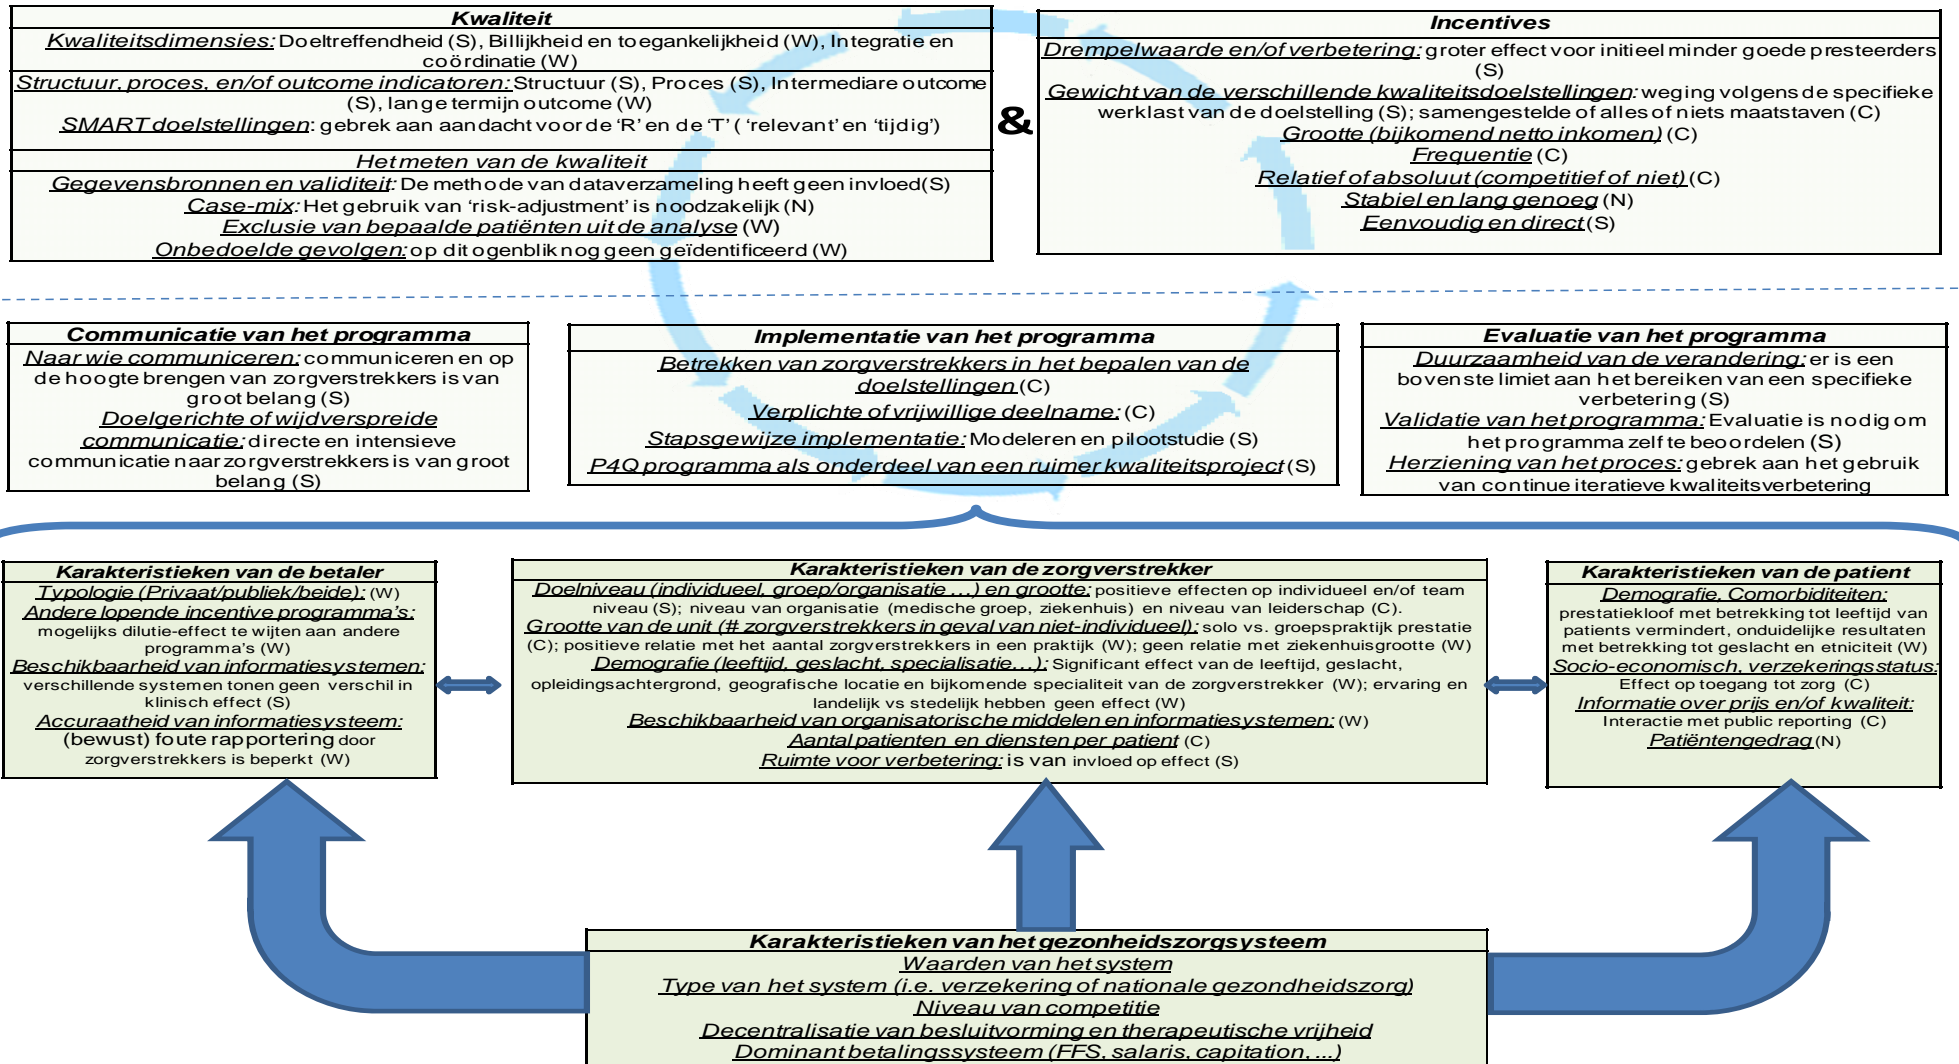 Kwaliteit
Kwaliteitsdimensies: Doeltreffendheid (S), Billijkheid en toegankelijkheid (W), Integratie en
coördinatie (W)
Structuur, proces, en/of outcome indicatoren: Structuur (S), Proces (S), Intermediare outcome
(S), lange termijn outcome (W)
SMART doelstellingen: gebrek aan aandacht voor de 'R' en de 'T' ( 'relevant' en 'tijdig')
Het meten van de kwaliteit
Gegevensbronnen en validiteit: De methode van dataverzameling heeft geen invloed(S)
Case-mix: Het gebruik van 'risk-adjustment' is noodzakelijk (N)
Exclusie van bepaalde patiënten uit de analyse (W)
Onbedoelde gevolgen: op dit ogenblik nog geen geïdentificeerd (W)
&
Incentives
Drempelwaarde en/of verbetering: groter effect voor initieel minder goede presteerders
(S)
Gewicht van de verschillende kwaliteitsdoelstellingen: weging volgens de specifieke
werklast van de doelstelling (S); samengestelde of alles of niets maatstaven (C)
Grootte (bijkomend netto inkomen) (C)
Frequentie (C)
Relatief of absoluut (competitief of niet) (C)
Stabiel en lang genoeg (N)
Eenvoudig en direct (S)
Communicatie van het programma
Naar wie communiceren: communiceren en op
de hoogte brengen van zorgverstrekkers is van
groot belang (S)
Doelgerichte of wijdverspreide
communicatie: directe en intensieve
communicatie naar zorgverstrekkers is van groot
belang (S)
Implementatie van het programma
Betrekken van zorgverstrekkers in het bepalen van de
doelstellingen (C)
Verplichte of vrijwillige deelname: (C)
Stapsgewijze implementatie: Modeleren en pilootstudie (S)
P4Q programma als onderdeel van een ruimer kwaliteitsproject (S)
Evaluatie van het programma
Duurzaamheid van de verandering: er is een
bovenste limiet aan het bereiken van een specifieke
verbetering (S)
Validatie van het programma: Evaluatie is nodig om
het programma zelf te beoordelen (S)
Herziening van het proces: gebrek aan het gebruik
van continue iteratieve kwaliteitsverbetering
Karakteristieken van de betaler
Typologie (Privaat/publiek/beide): (W)
Andere lopende incentive programma's:
mogelijks dilutie-effect te wijten aan andere
programma's (W)
Beschikbaarheid van informatiesystemen:
verschillende systemen tonen geen verschil in
klinisch effect (S)
Accuraatheid van informatiesysteem:
(bewust) foute rapportering door
zorgverstrekkers is beperkt (W)
Karakteristieken van de zorgverstrekker
Doelniveau (individueel, groep/organisatie …) en grootte: positieve effecten op individueel en/of team
niveau (S); niveau van organisatie (medische groep, ziekenhuis) en niveau van leiderschap (C).
Grootte van de unit (# zorgverstrekkers in geval van niet-individueel): solo vs. groepspraktijk prestatie
(C); positieve relatie met het aantal zorgverstrekkers in een praktijk (W); geen relatie met ziekenhuisgrootte (W)
Demografie (leeftijd, geslacht, specialisatie…): Significant effect van de leeftijd, geslacht,
opleidingsachtergrond, geografische locatie en bijkomende specialiteit van de zorgverstrekker (W); ervaring en
landelijk vs stedelijk hebben geen effect (W)
Beschikbaarheid van organisatorische middelen en informatiesystemen: (W)
Aantal patienten en diensten per patient (C)
Ruimte voor verbetering: is van invloed op effect (S)
Karakteristieken van de patient
Demografie, Comorbiditeiten:
prestatiekloof met betrekking tot leeftijd van
patients vermindert, onduidelijke resultaten
met betrekking tot geslacht en etniciteit (W)
Socio-economisch, verzekeringsstatus:
Effect op toegang tot zorg (C)
Informatie over prijs en/of kwaliteit:
Interactie met public reporting (C)
Patiëntengedrag (N)
Karakteristieken van het gezonheidszorgsysteem
Waarden van het system
Type van het system (i.e. verzekering of nationale gezondheidszorg)
Niveau van competitie
Decentralisatie van besluitvorming en therapeutische vrijheid
Dominant betalingssysteem (FFS, salaris, capitation, ...)